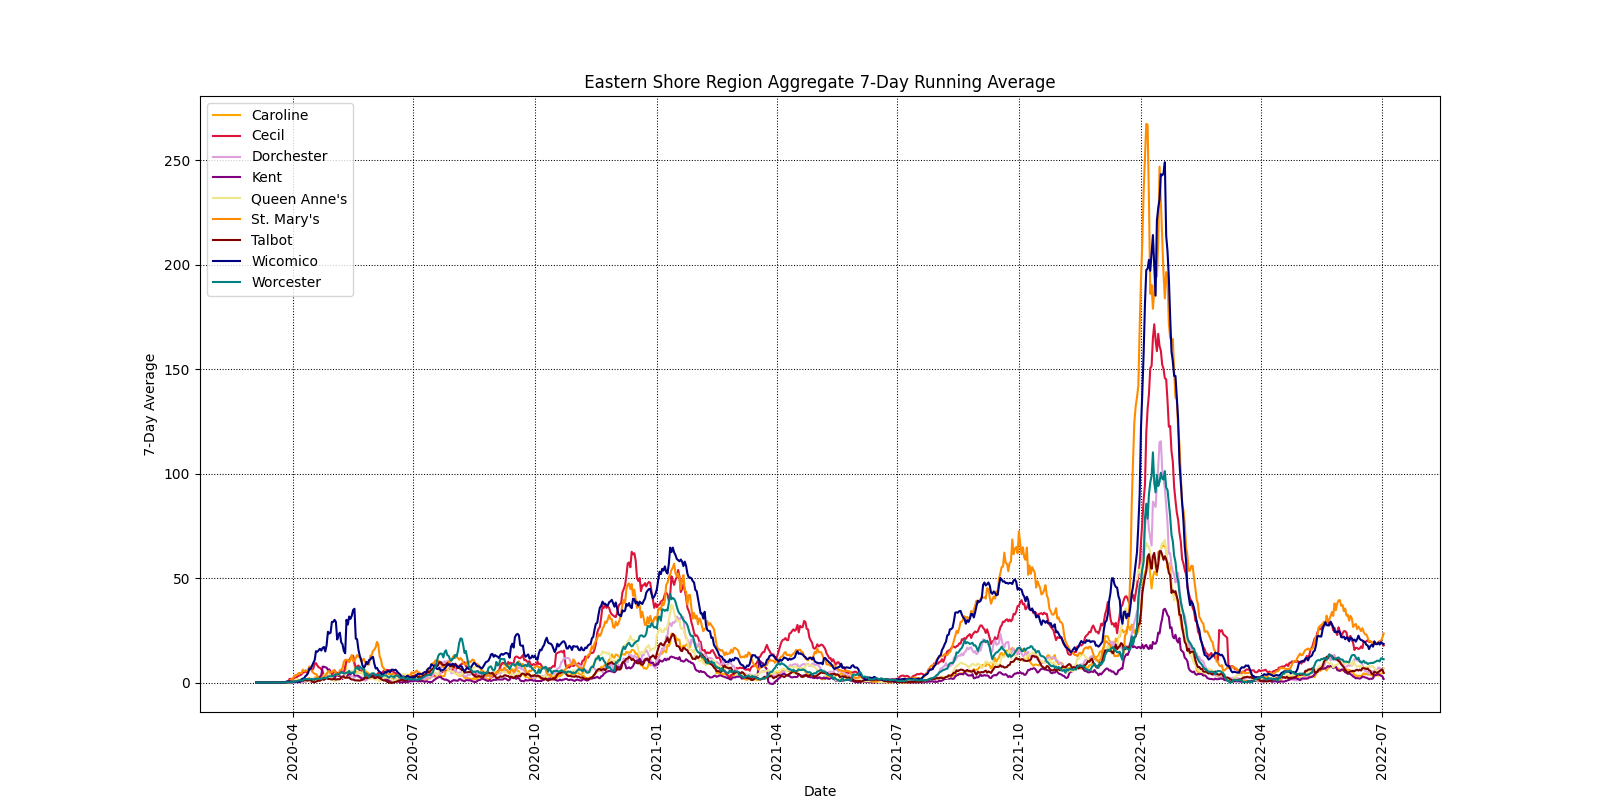 Eastern Shore Region Aggregate 7-Day Running Average
Caroline
Cecil
Dorchester
Kent
Queen Anne's
St. Mary's
Talbot
Wicomico
Worcester
7-Day Average
250
200
150
100
50
0
2020-04
2020-07
2020-10
2021-01
2021-04
2021-07
2021-10
2022-01
2022-04
2022-07
Date